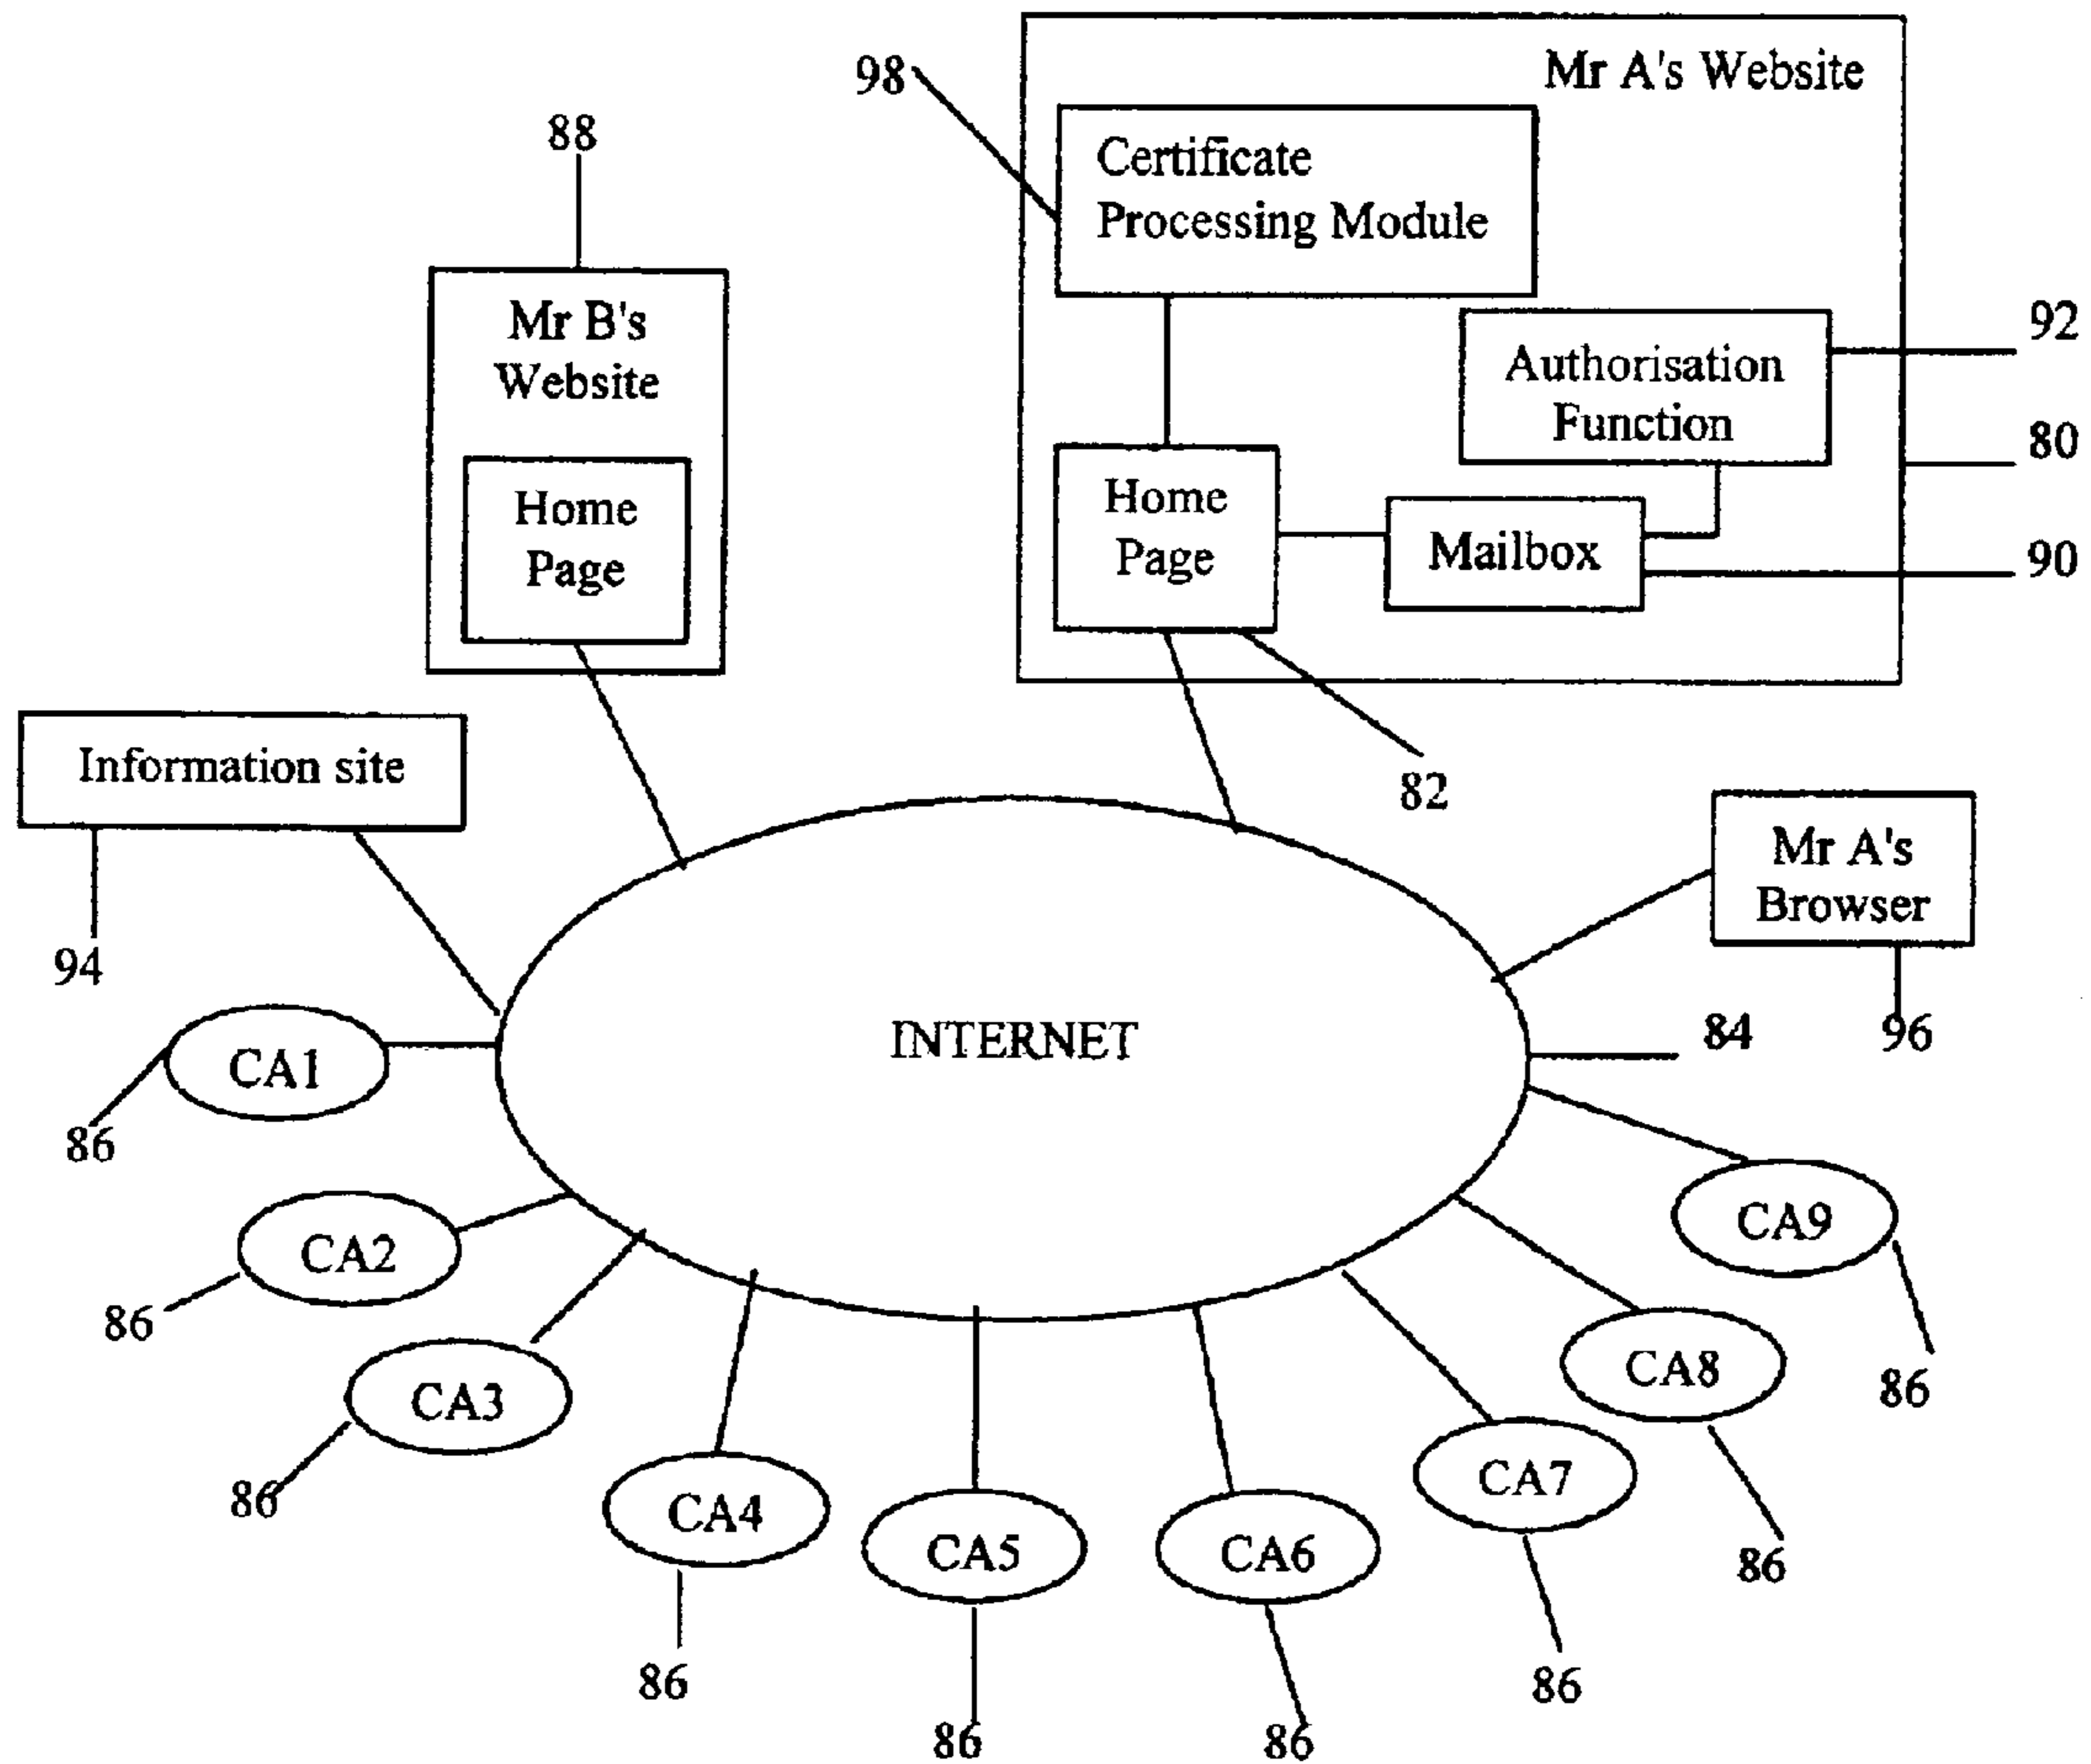 98
Mr A's Website
Certificate
Processing Module
88
Mr B's
Website
Home
Page
Authorisation
Function
92
80
Home
Page
Mailbox
90
Information site
82
Mr A's
Browser
94
INTERNET
84
96
CA1
86
CA2
86
CA3
86
CA4
86
CA5
86
CA6
86
CA7
86
CA8
86
CA9
86